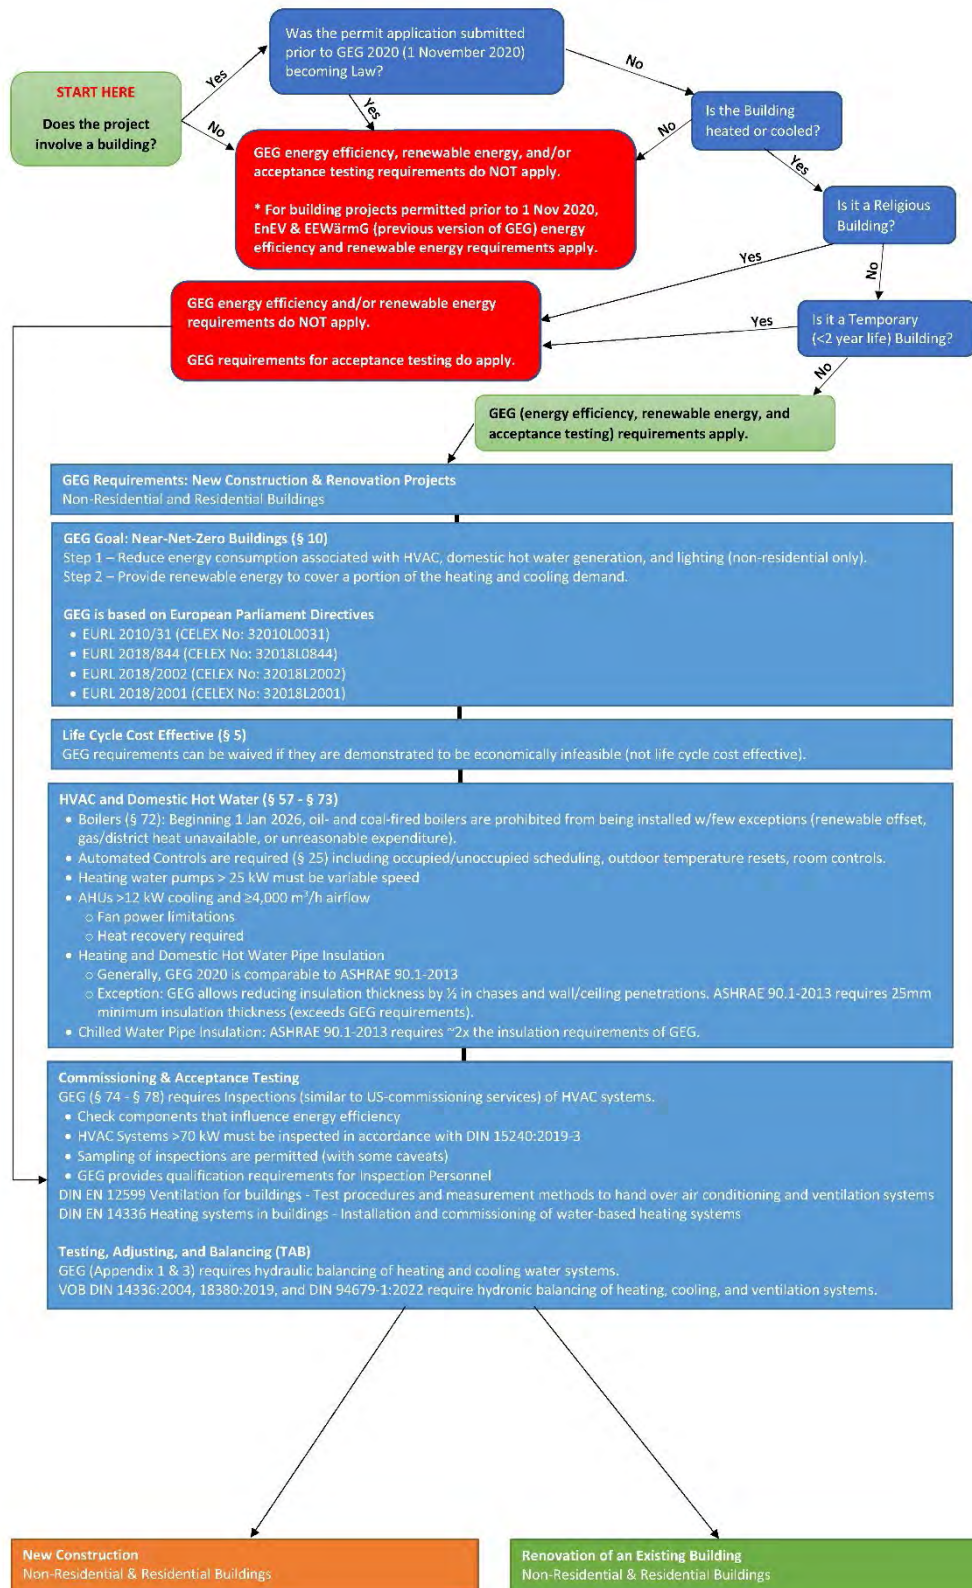 Was the permit application submitted
prior to GEG 2020 (1 November 2020)
becoming Law?
Yes
No
START HERE
Does the project
involve a building?
Yes
No
Is the Building
heated or cooled?
No
Yes
GEG energy efficiency, renewable energy, and/or
acceptance testing requirements do NOT apply.
* For building projects permitted prior to 1 Nov 2020,
EnEV & EEWärmG (previous version of GEG) energy
efficiency and renewable energy requirements apply.
Is it a Religious
Building?
Yes
No
GEG energy efficiency and/or renewable energy
requirements do NOT apply.
GEG requirements for acceptance testing do apply.
Is it a Temporary
(<2 year life) Building?
Yes
No
GEG (energy efficiency, renewable energy, and
acceptance testing) requirements apply.
GEG Requirements: New Construction & Renovation Projects
Non-Residential and Residential Buildings
GEG Goal: Near-Net-Zero Buildings (§ 10)
Step 1 – Reduce energy consumption associated with HVAC, domestic hot water generation, and lighting (non-residential only).
Step 2 – Provide renewable energy to cover a portion of the heating and cooling demand.
GEG is based on European Parliament Directives
• EURL 2010/31 (CELEX No: 32010L0031)
• EURL 2018/844 (CELEX No: 32018L0844)
• EURL 2018/2002 (CELEX No: 32018L2002)
• EURL 2018/2001 (CELEX No: 32018L2001)
Life Cycle Cost Effective (§ 5)
GEG requirements can be waived if they are demonstrated to be economically infeasible (not life cycle cost effective).
HVAC and Domestic Hot Water (§ 57 - § 73)
• Boilers (§ 72): Beginning 1 Jan 2026, oil- and coal-fired boilers are prohibited from being installed w/few exceptions (renewable offset,
gas/district heat unavailable, or unreasonable expenditure).
• Automated Controls are required (§ 25) including occupied/unoccupied scheduling, outdoor temperature resets, room controls.
• Heating water pumps > 25 kW must be variable speed
• AHUs >12 kW cooling and ≥4,000 m³/h airflow
○ Fan power limitations
○ Heat recovery required
• Heating and Domestic Hot Water Pipe Insulation
○ Generally, GEG 2020 is comparable to ASHRAE 90.1-2013
○ Exception: GEG allows reducing insulation thickness by ½ in chases and wall/ceiling penetrations. ASHRAE 90.1-2013 requires 25mm
minimum insulation thickness (exceeds GEG requirements).
• Chilled Water Pipe Insulation: ASHRAE 90.1-2013 requires ~2x the insulation requirements of GEG.
Commissioning & Acceptance Testing
GEG (§ 74 - § 78) requires Inspections (similar to US-commissioning services) of HVAC systems.
• Check components that influence energy efficiency
• HVAC Systems >70 kW must be inspected in accordance with DIN 15240:2019-3
• Sampling of inspections are permitted (with some caveats)
• GEG provides qualification requirements for Inspection Personnel
DIN EN 12599 Ventilation for buildings - Test procedures and measurement methods to hand over air conditioning and ventilation systems
DIN EN 14336 Heating systems in buildings - Installation and commissioning of water-based heating systems
Testing, Adjusting, and Balancing (TAB)
GEG (Appendix 1 & 3) requires hydraulic balancing of heating and cooling water systems.
VOB DIN 14336:2004, 18380:2019, and DIN 94679-1:2022 require hydronic balancing of heating, cooling, and ventilation systems.
New Construction
Non-Residential & Residential Buildings
Renovation of an Existing Building
Non-Residential & Residential Buildings